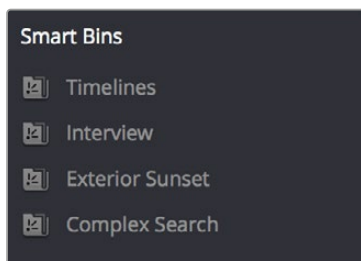 Smart Bins
Timelines
Interview
Exterior Sunset
Complex Search